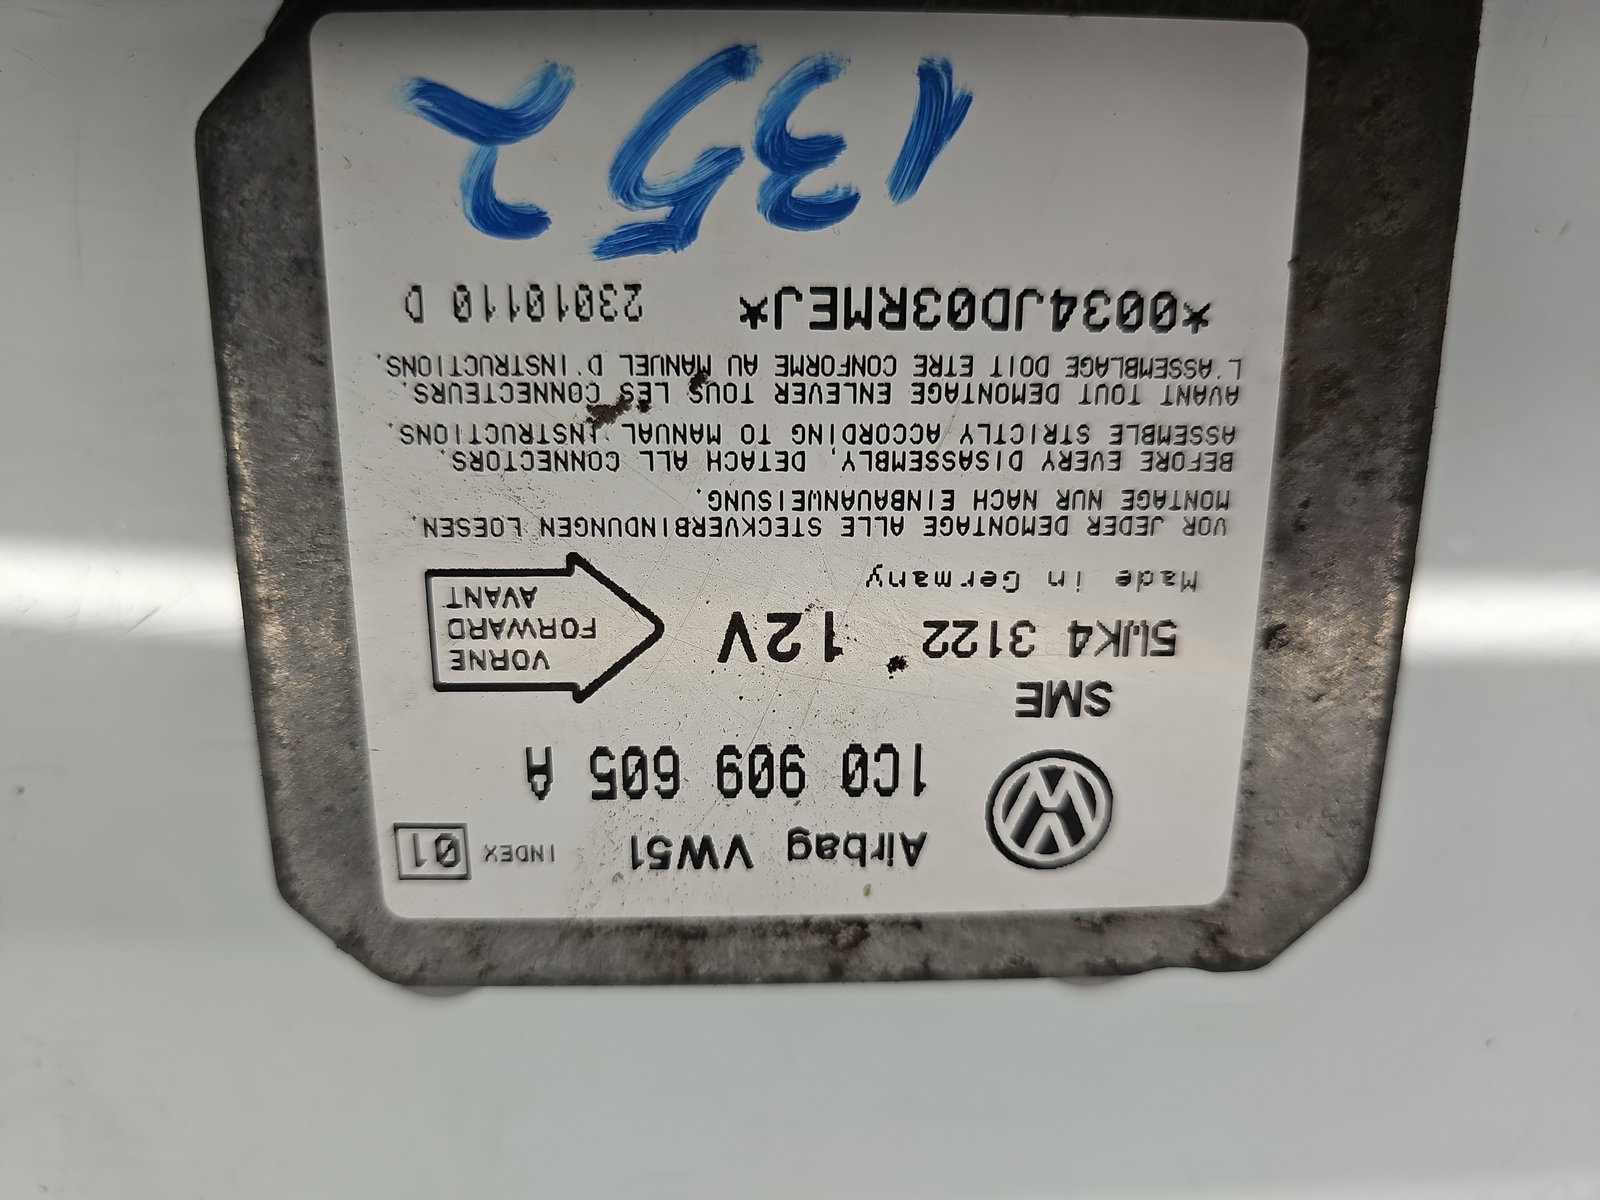 Airbag VW51 INDEX 01
1C0 909 605 A
SME
5WK4 3122 12V
VORNE
FORWARD
AVANT
Made in Germany
VOR JEDER DEMONTAGE ALLE STECKVERBINDUNGEN LOESEN.
MONTAGE NUR NACH EINBAUANWEISUNG.
BEFORE EVERY DISASSEMBLY, DETACH ALL CONNECTORS.
ASSEMBLE STRICTLY ACCORDING TO MANUAL INSTRUCTIONS.
AVANT TOUT DEMONTAGE ENLEVER TOUS LES CONNECTEURS.
L'ASSEMBLAGE DOIT ETRE CONFORME AU MANUEL D'INSTRUCTIONS.
*0034JD03RMEJ* 23010110 D
1352